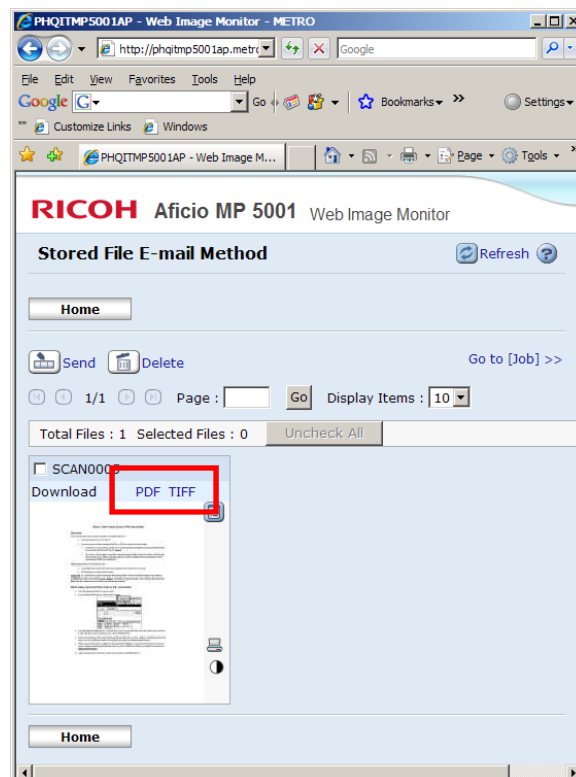 PHQITMP5001AP - Web Image Monitor - METRO
http://phqitmp5001ap.metro
Google
File Edit View Favorites Tools Help
Google G Go Bookmarks Settings
Customize Links Windows
PHQITMP5001AP - Web Image M... Page Tools
RICOH Aficio MP 5001 Web Image Monitor
Stored File E-mail Method Refresh ?
Home
Send Delete Go to [Job] >>
1/1 Page : Go Display Items : 10
Total Files : 1 Selected Files : 0 Uncheck All
Download PDF TIFF
Home